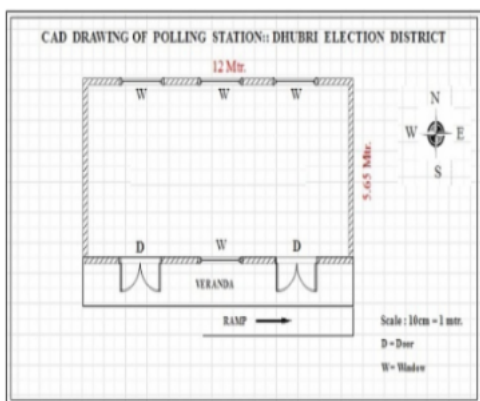 CAD DRAWING OF POLLING STATION:: DHUBRI ELECTION DISTRICT
12 Mtr.
W W W
N
W E
S
5.65 Mtr.
D W D
VERANDA
RAMP
Scale : 10cm = 1 mtr.
D = Door
W= Window